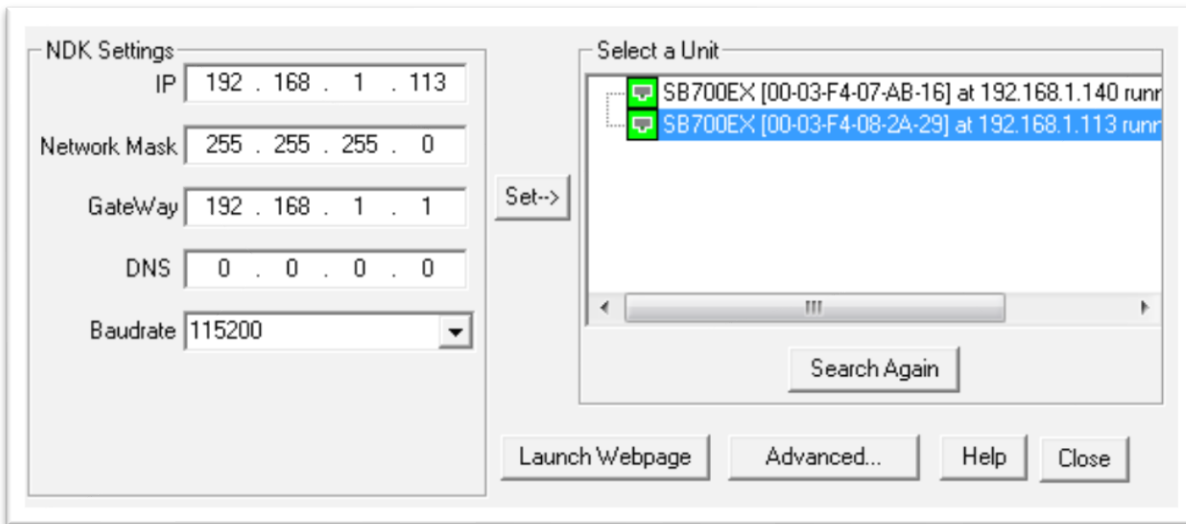 NDK Settings
IP 192 . 168 . 1 . 113
Network Mask 255 . 255 . 255 . 0
GateWay 192 . 168 . 1 . 1
DNS 0 . 0 . 0 . 0
Baudrate 115200
Set-->
Select a Unit
SB700EX [00-03-F4-07-AB-16] at 192.168.1.140 runr
SB700EX [00-03-F4-08-2A-29] at 192.168.1.113 runr
Search Again
Launch Webpage Advanced... Help Close